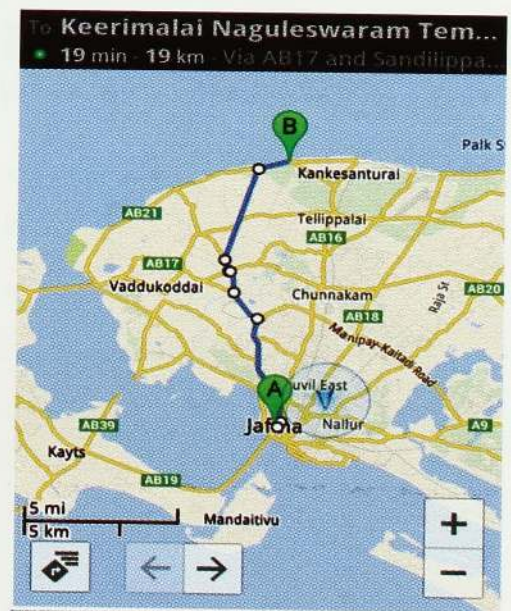 To Keerimalai Naguleswaram Tem...
19 min - 19 km - Via AB17 and Sandilippa...
B
Palk S
Kankesanturai
AB21
Tellippalai
AB16
AB17
Vaddukoddai
Chunnakam
Raja St
AB20
AB18
Manipay-Kaitadi Road
A
uvil East
Jaffna
Nallur
AB39
A9
Kayts
AB19
5 mi
5 km
Mandaitivu
+
← →
−